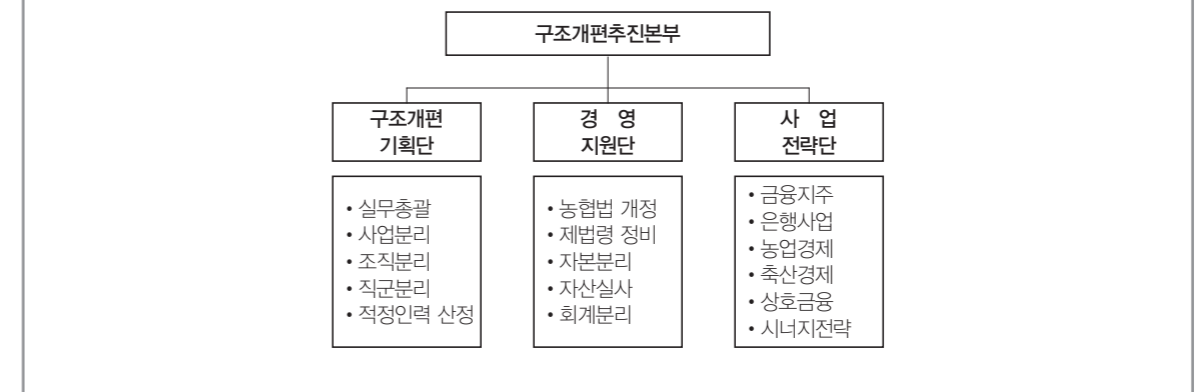 구조개편추진본부
구조개편
기획단
경 영
지원단
사 업
전략단
• 실무총괄
• 사업분리
• 조직분리
• 직군분리
• 적정인력 산정
• 농협법 개정
• 제법령 정비
• 자본분리
• 자산실사
• 회계분리
• 금융지주
• 은행사업
• 농업경제
• 축산경제
• 상호금융
• 시너지전략